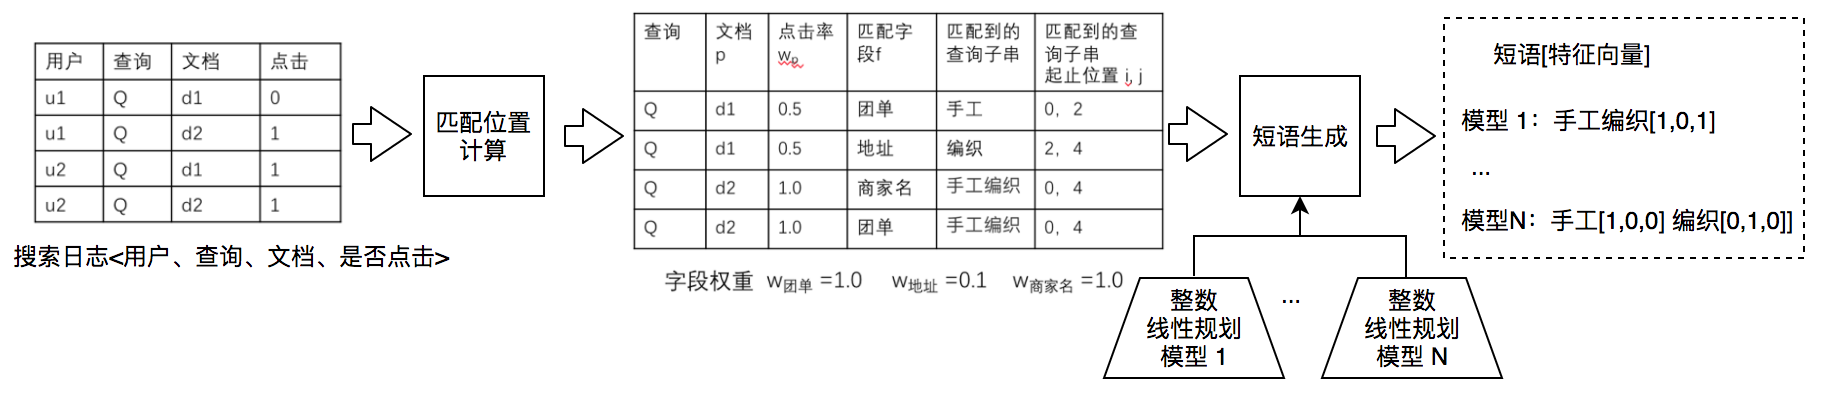 用户 查询 文档 点击
u1 Q d1 0
u1 Q d2 1
u2 Q d1 1
u2 Q d2 1
搜索日志<用户、查询、文档、是否点击>
匹配位置
计算
查询 文档 点击率 匹配字 匹配到的 匹配到的查
p wp 段f 查询子串 询子串
起止位置 i, j
Q d1 0.5 团单 手工 0，2
Q d1 0.5 地址 编织 2，4
Q d2 1.0 商家名 手工编织 0，4
Q d2 1.0 团单 手工编织 0，4
字段权重 w团单 =1.0 w地址 =0.1 w商家名 =1.0
短语生成
整数
线性规划
模型 1
...
整数
线性规划
模型 N
短语[特征向量]
模型 1：手工编织[1,0,1]
...
模型N：手工[1,0,0] 编织[0,1,0]]